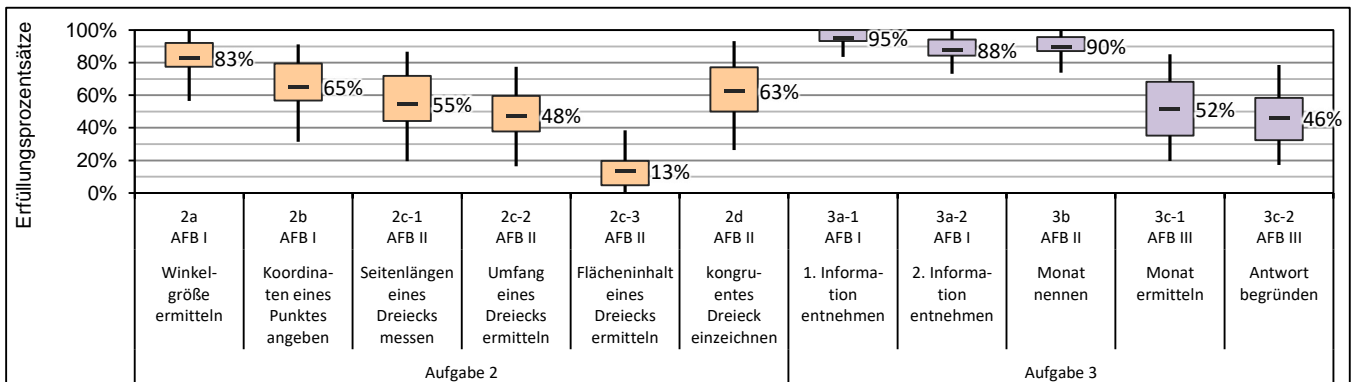 Erfüllungsprozentsätze
100%
80%
60%
40%
20%
0%
83%
65%
55%
48%
13%
63%
95%
88%
90%
52%
46%
2a
AFB I
2b
AFB I
2c-1
AFB II
2c-2
AFB II
2c-3
AFB II
2d
AFB II
3a-1
AFB I
3a-2
AFB I
3b
AFB II
3c-1
AFB III
3c-2
AFB III
Winkel-
größe
ermitteln
Koordina-
ten eines
Punktes
angeben
Seitenlängen
eines
Dreiecks
messen
Umfang
eines
Dreiecks
ermitteln
Flächeninhalt
eines
Dreiecks
ermitteln
kongru-
entes
Dreieck
einzeichnen
1. Informa-
tion
entnehmen
2. Informa-
tion
entnehmen
Monat
nennen
Monat
ermitteln
Antwort
begründen
Aufgabe 2
Aufgabe 3